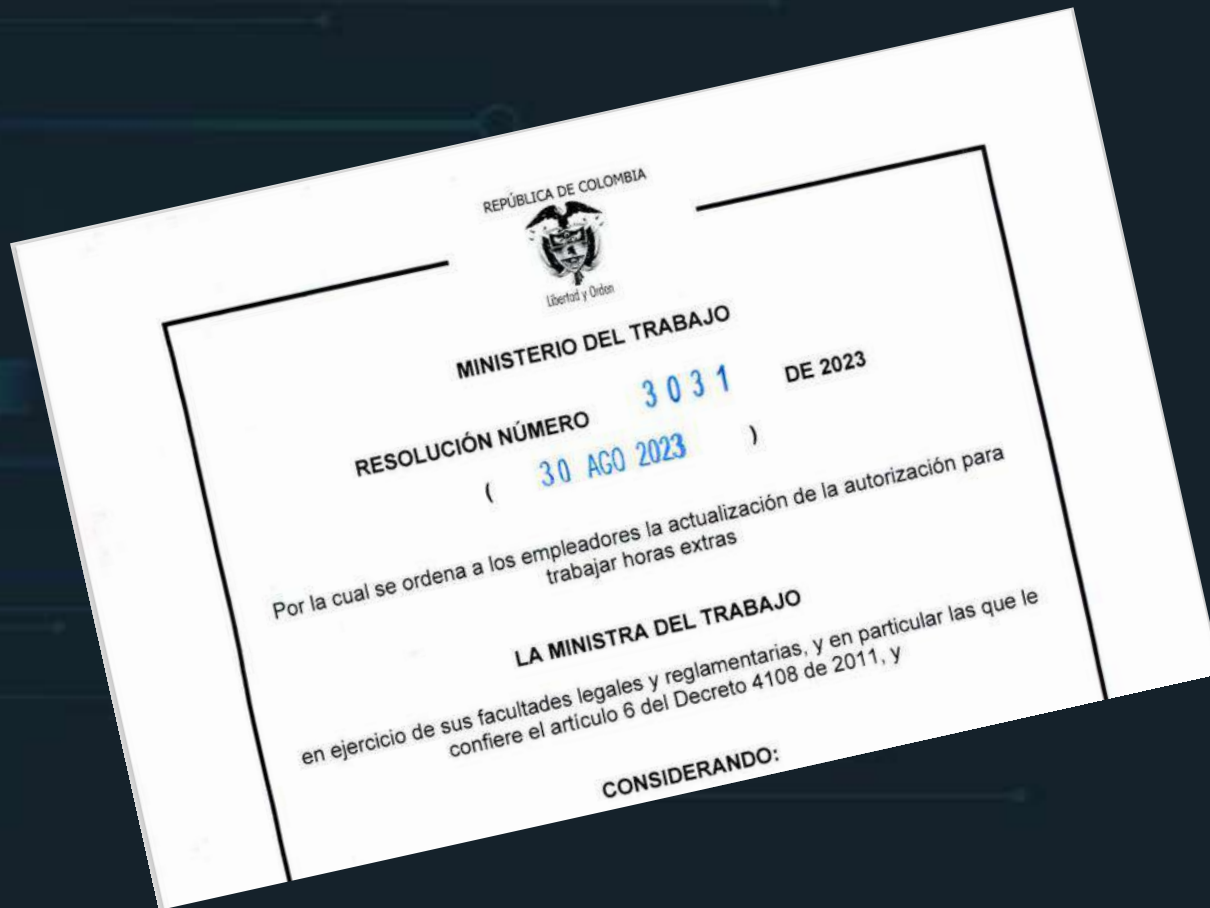 REPÚBLICA DE COLOMBIA
Libertad y Orden
MINISTERIO DEL TRABAJO
RESOLUCIÓN NÚMERO 3031 DE 2023
( 30 AGO 2023 )
Por la cual se ordena a los empleadores la actualización de la autorización para
trabajar horas extras
LA MINISTRA DEL TRABAJO
en ejercicio de sus facultades legales y reglamentarias, y en particular las que le
confiere el artículo 6 del Decreto 4108 de 2011, y
CONSIDERANDO: